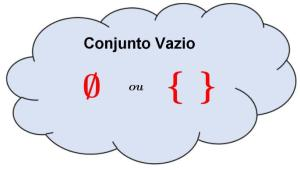 Conjunto Vazio
∅ ou { }